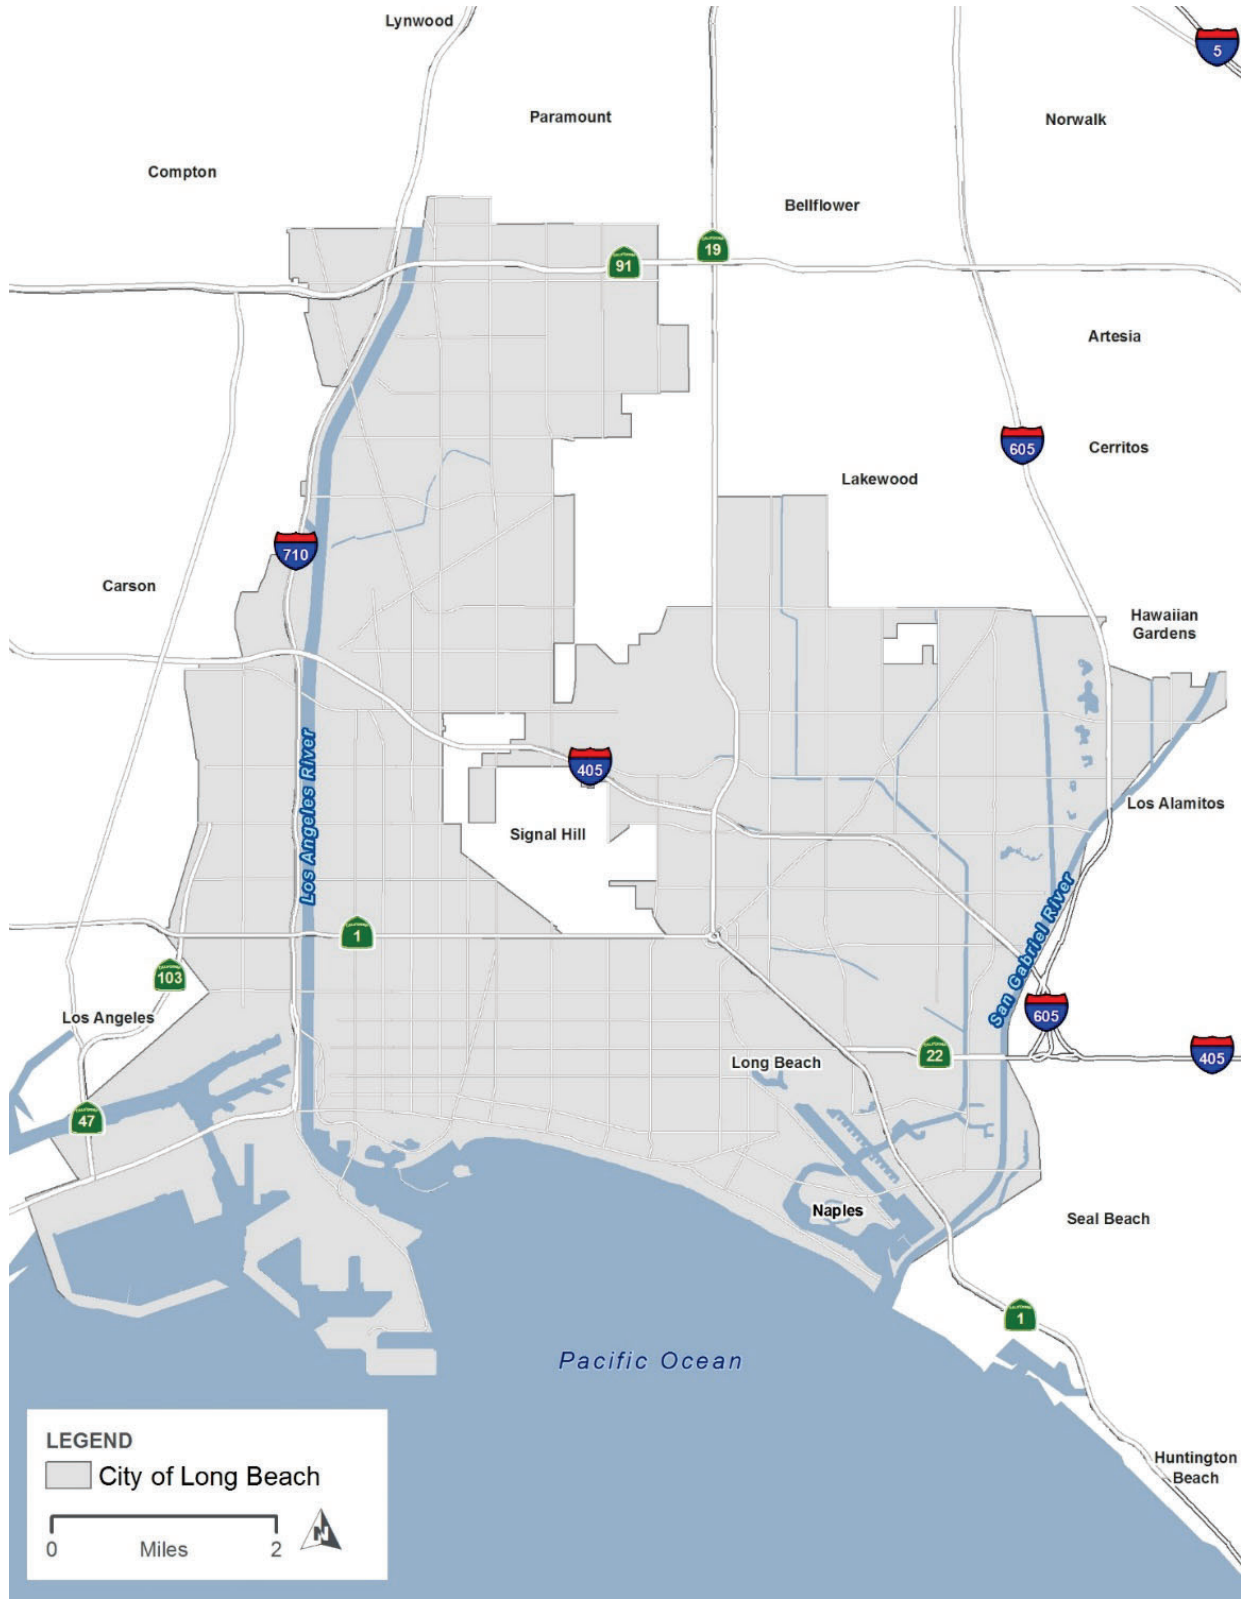 Lynwood
5
Paramount
Norwalk
Compton
Bellflower
19
91
Artesia
605
Cerritos
Lakewood
710
Carson
Hawaiian
Gardens
Los Angeles River
405
Los Alamitos
Signal Hill
San Gabriel River
1
103
Los Angeles
605
22
405
Long Beach
47
Naples
Seal Beach
1
Pacific Ocean
LEGEND
City of Long Beach
0 Miles 2
N
Huntington
Beach